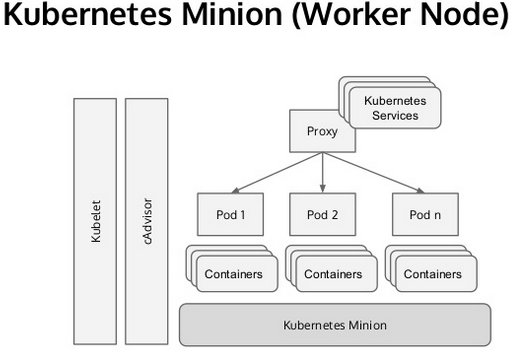 Kubernetes Minion (Worker Node)
Kubernetes
Services
Proxy
Kubelet
cAdvisor
Pod 1
Pod 2
Pod n
Containers
Containers
Containers
Kubernetes Minion